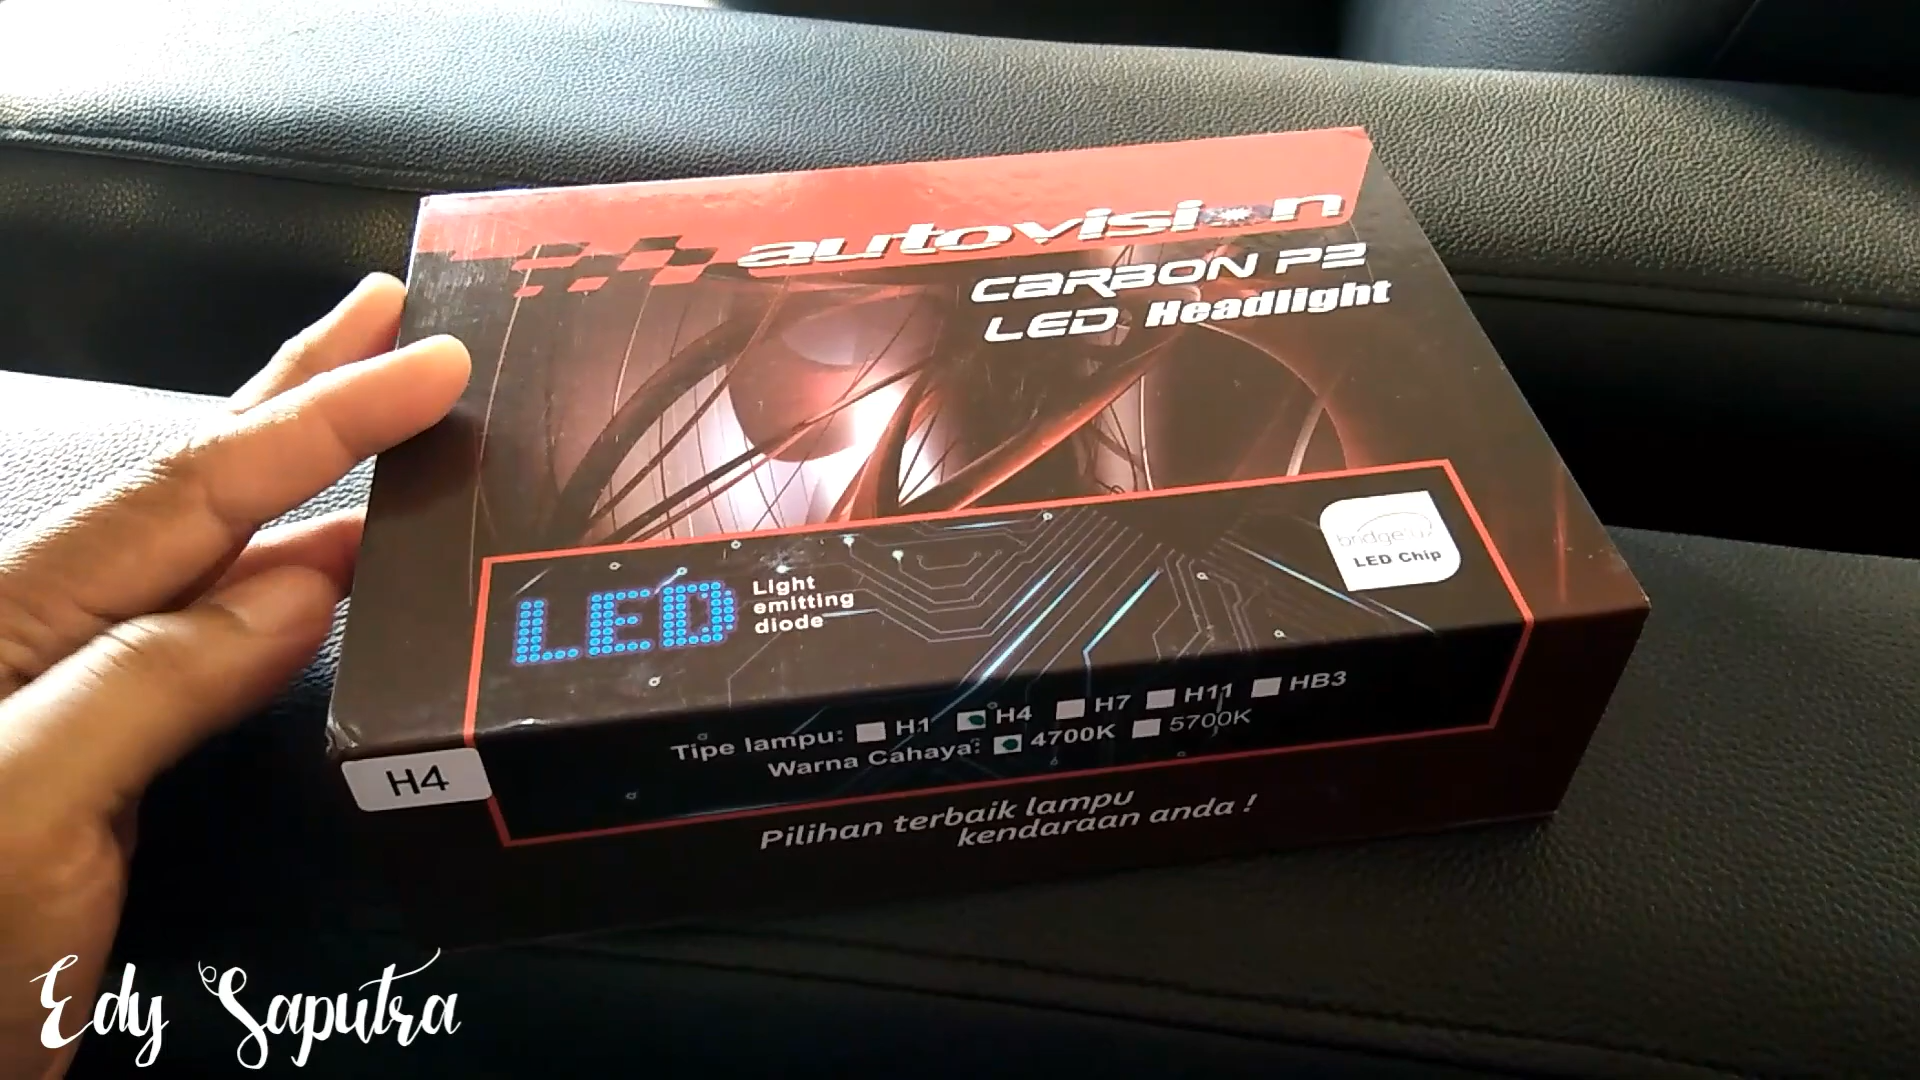 autovision
CARBON P2
LED Headlight
bridgelux
LED Chip
LED
Light
emitting
diode
Tipe lampu: H1 H4 H7 H11 HB3
Warna Cahaya: 4700K 5700K
H4
Pilihan terbaik lampu
kendaraan anda !
Edy Saputra